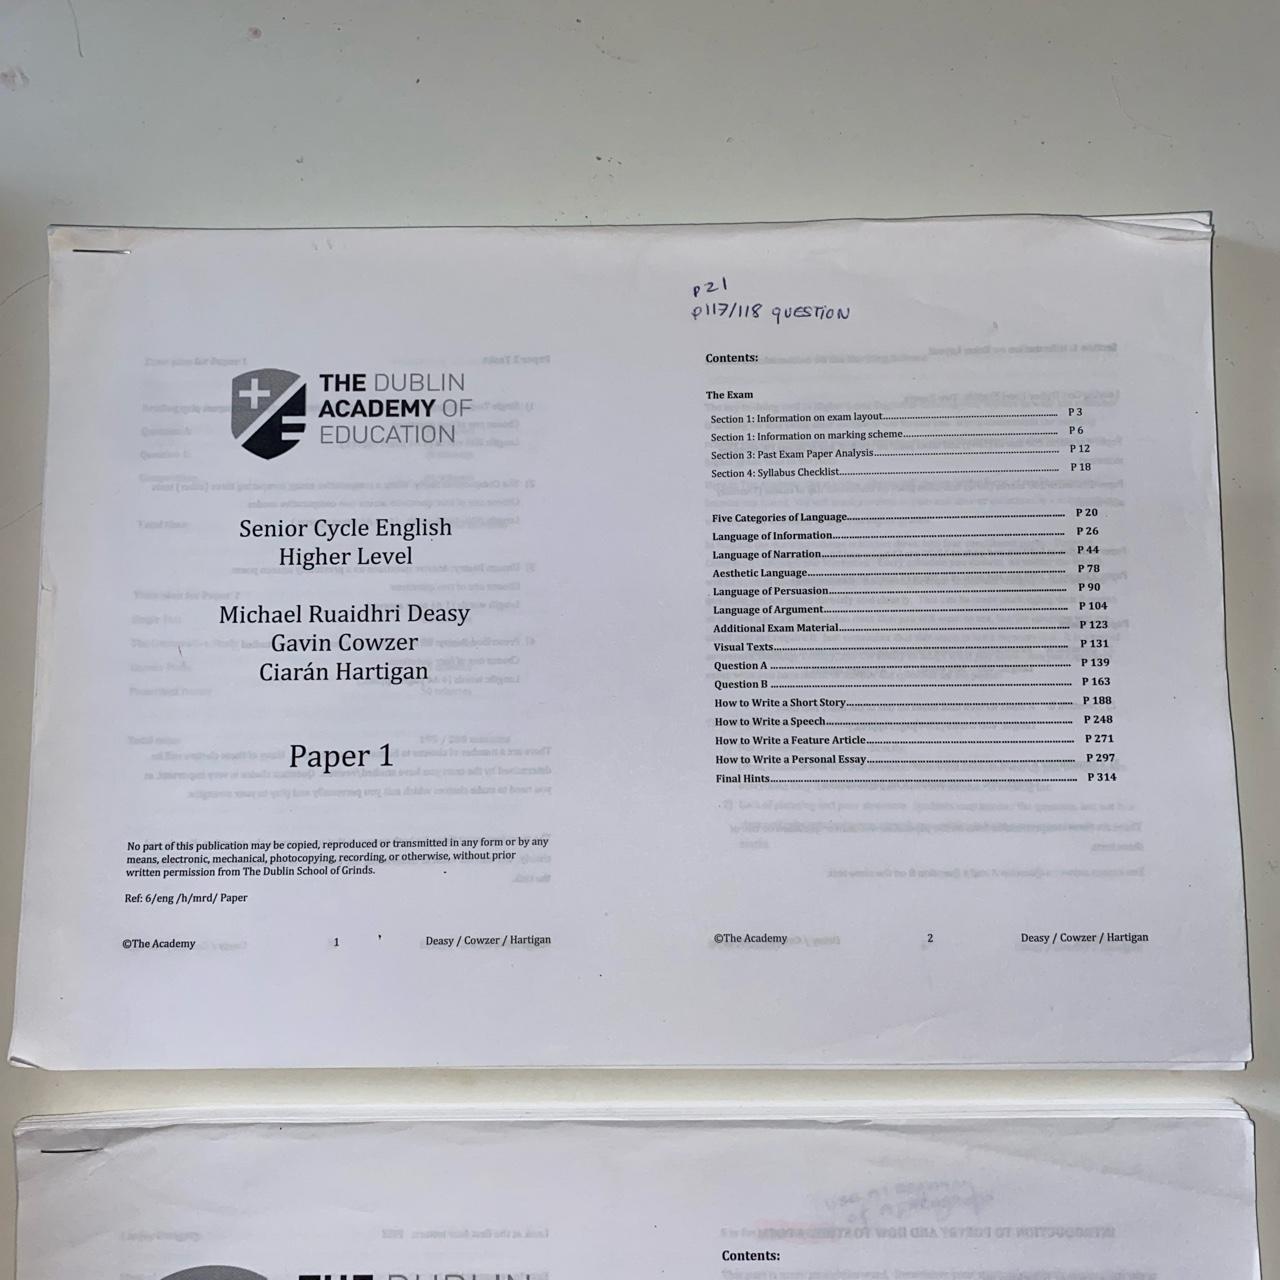 THE DUBLIN
ACADEMY OF
EDUCATION
Senior Cycle English
Higher Level
Michael Ruaidhri Deasy
Gavin Cowzer
Ciarán Hartigan
Paper 1
No part of this publication may be copied, reproduced or transmitted in any form or by any
means, electronic, mechanical, photocopying, recording, or otherwise, without prior
written permission from The Dublin School of Grinds.
Ref: 6/eng /h/mrd/ Paper
©The Academy 1 Deasy / Cowzer / Hartigan
p21
p117/118 QUESTION
Contents:
The Exam
Section 1: Information on exam layout P 3
Section 1: Information on marking scheme P 6
Section 3: Past Exam Paper Analysis P 12
Section 4: Syllabus Checklist P 18
Five Categories of Language P 20
Language of Information P 26
Language of Narration P 44
Aesthetic Language P 78
Language of Persuasion P 90
Language of Argument P 104
Additional Exam Material P 123
Visual Texts P 131
Question A P 139
Question B P 163
How to Write a Short Story P 188
How to Write a Speech P 248
How to Write a Feature Article P 271
How to Write a Personal Essay P 297
Final Hints P 314
©The Academy 2 Deasy / Cowzer / Hartigan
THE DUBLIN
Contents: